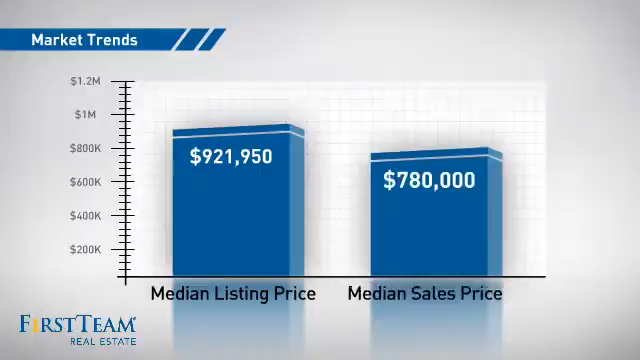 Market Trends
$1.2M
$1M
$800K
$600K
$400K
$200K
$921,950
$780,000
Median Listing Price
Median Sales Price
FIRSTTEAM®
REAL ESTATE